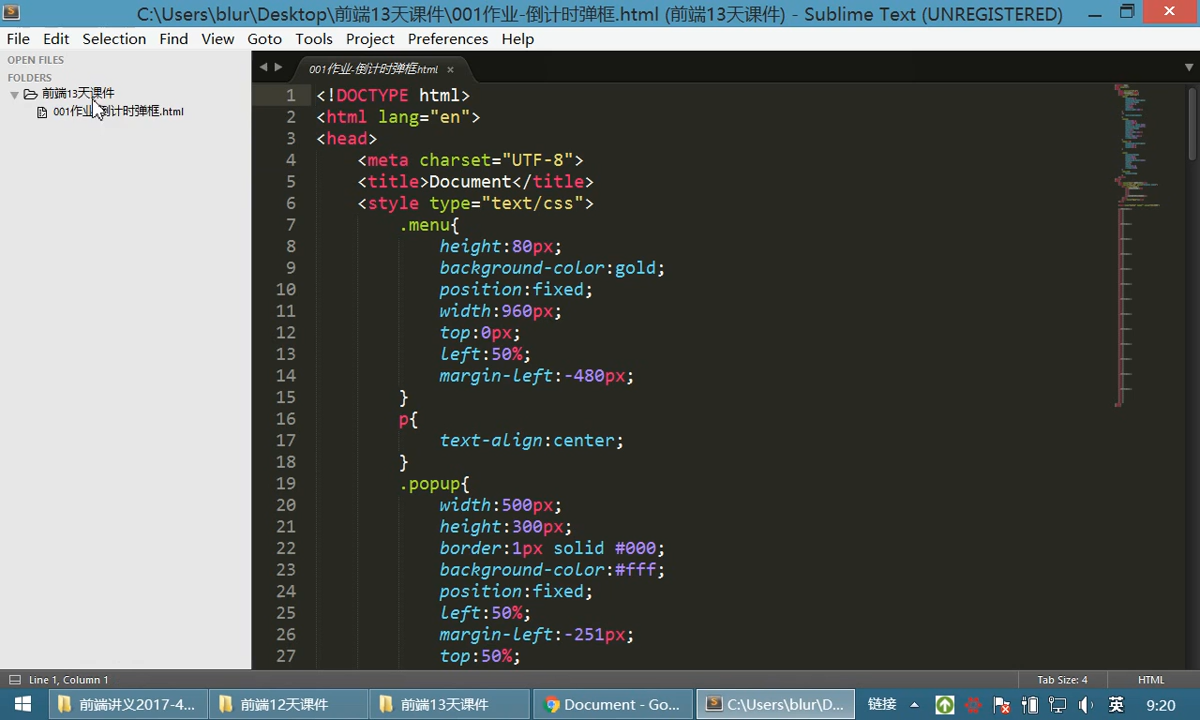 C:\Users\blur\Desktop\前端13天课件\001作业-倒计时弹框.html (前端13天课件) - Sublime Text (UNREGISTERED)
File Edit Selection Find View Goto Tools Project Preferences Help
OPEN FILES
FOLDERS
前端13天课件
001作业-倒计时弹框.html
001作业-倒计时弹框.html ×
1 <!DOCTYPE html>
2 <html lang="en">
3 <head>
4 <meta charset="UTF-8">
5 <title>Document</title>
6 <style type="text/css">
7 .menu{
8 height:80px;
9 background-color:gold;
10 position:fixed;
11 width:960px;
12 top:0px;
13 left:50%;
14 margin-left:-480px;
15 }
16 p{
17 text-align:center;
18 }
19 .popup{
20 width:500px;
21 height:300px;
22 border:1px solid #000;
23 background-color:#fff;
24 position:fixed;
25 left:50%;
26 margin-left:-251px;
27 top:50%;
Line 1, Column 1 Tab Size: 4 HTML
前端讲义2017-4... 前端12天课件 前端13天课件 Document - Go... C:\Users\blur\D... 链接 英 9:20